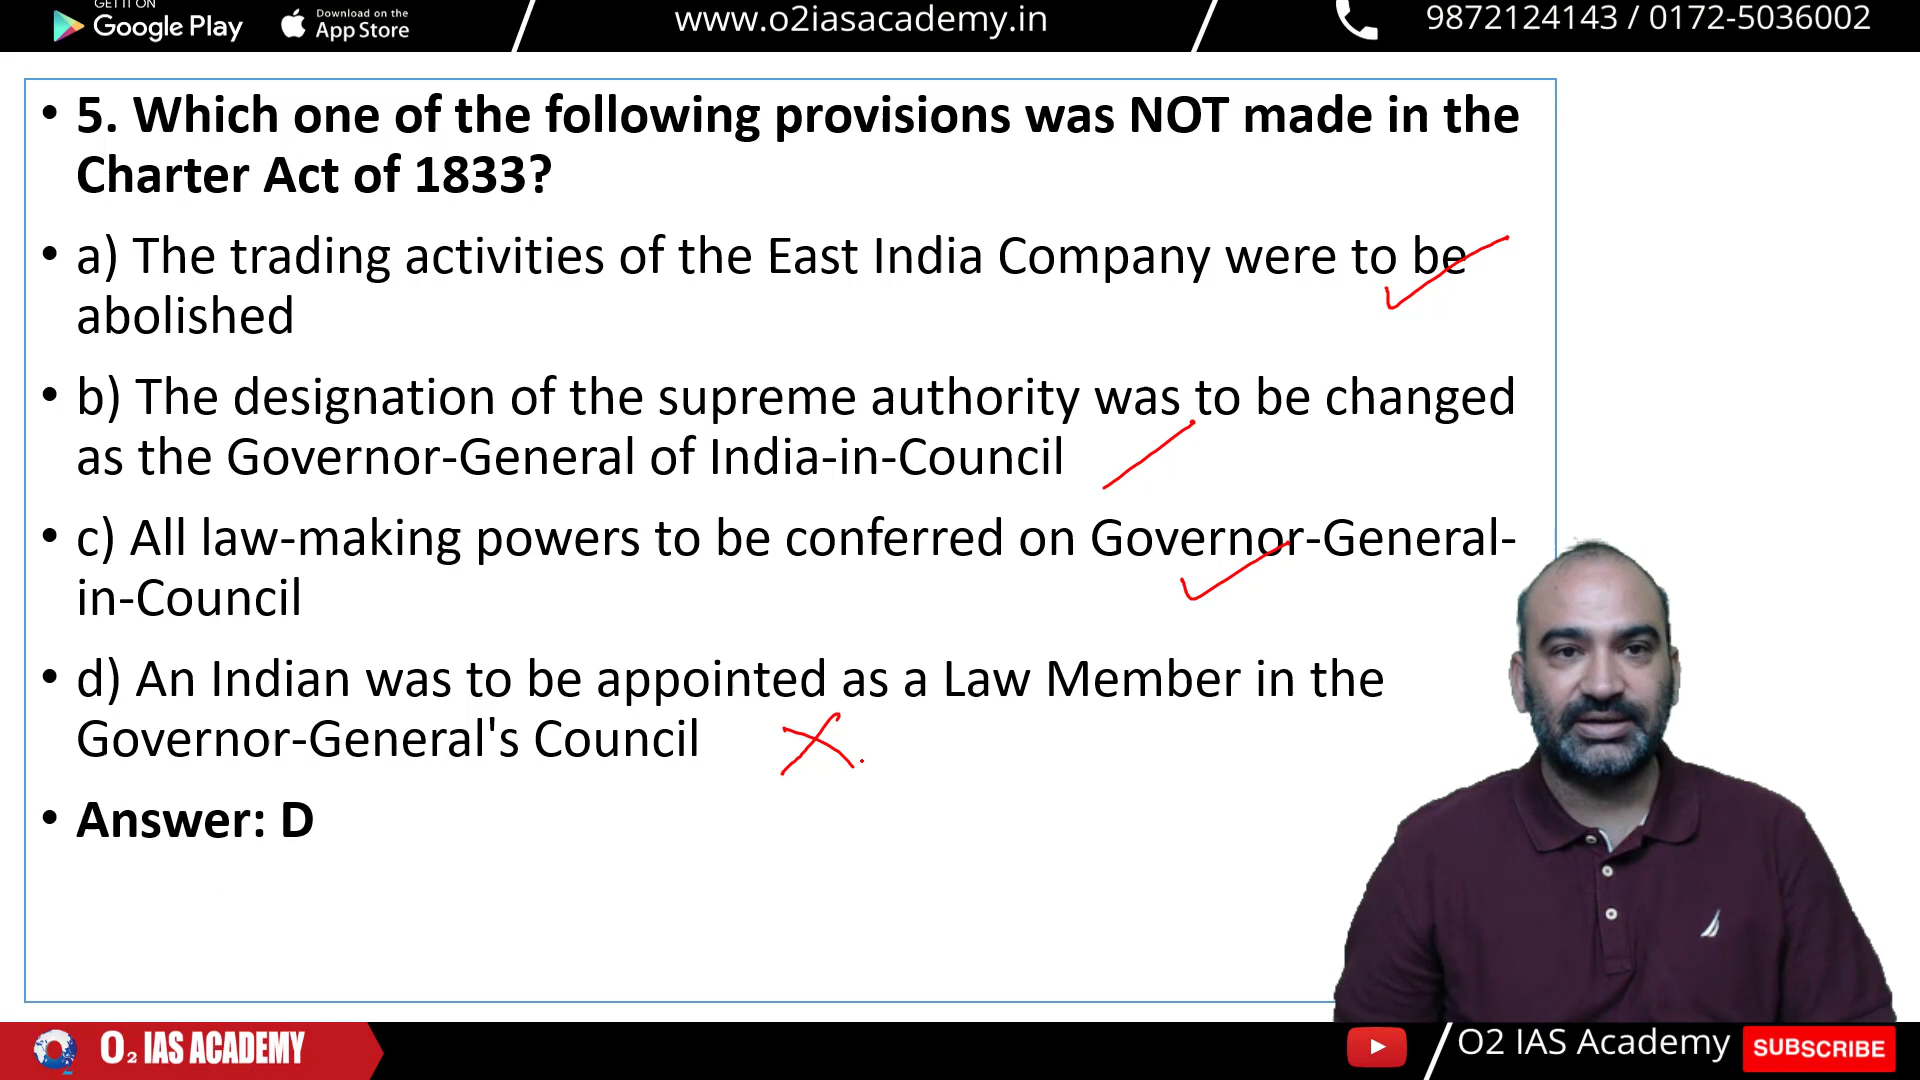 GET IT ON
Google Play
Download on the
App Store
www.o2iasacademy.in
9872124143 / 0172-5036002
• 5. Which one of the following provisions was NOT made in the
Charter Act of 1833?
• a) The trading activities of the East India Company were to be
abolished
• b) The designation of the supreme authority was to be changed
as the Governor-General of India-in-Council
• c) All law-making powers to be conferred on Governor-General-
in-Council
• d) An Indian was to be appointed as a Law Member in the
Governor-General's Council
• Answer: D
O2 IAS ACADEMY
O2 IAS Academy
SUBSCRIBE